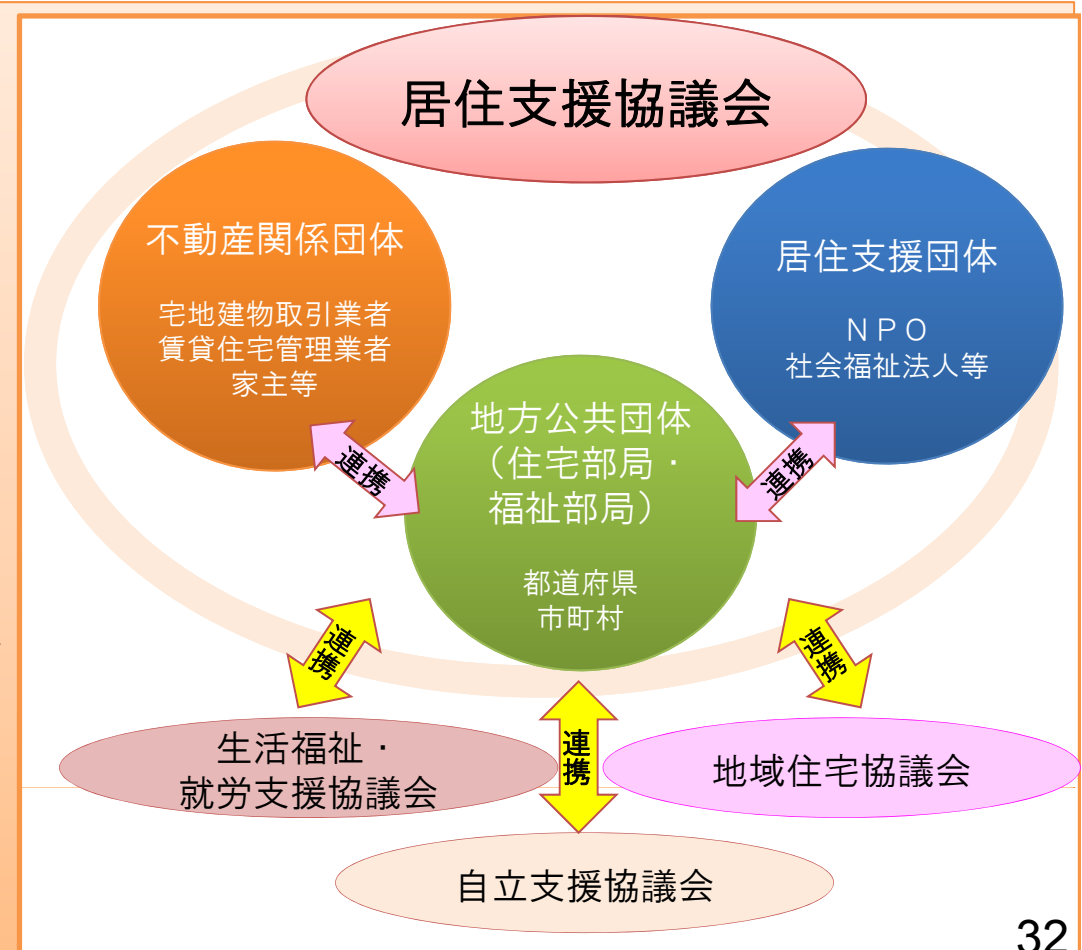 居住支援協議会
不動産関係団体
宅地建物取引業者
賃貸住宅管理業者
家主等
居住支援団体
ＮＰＯ
社会福祉法人等
地方公共団体
（住宅部局・
福祉部局）
都道府県
市町村
連携
連携
連携
連携
連携
生活福祉・
就労支援協議会
地域住宅協議会
自立支援協議会
32